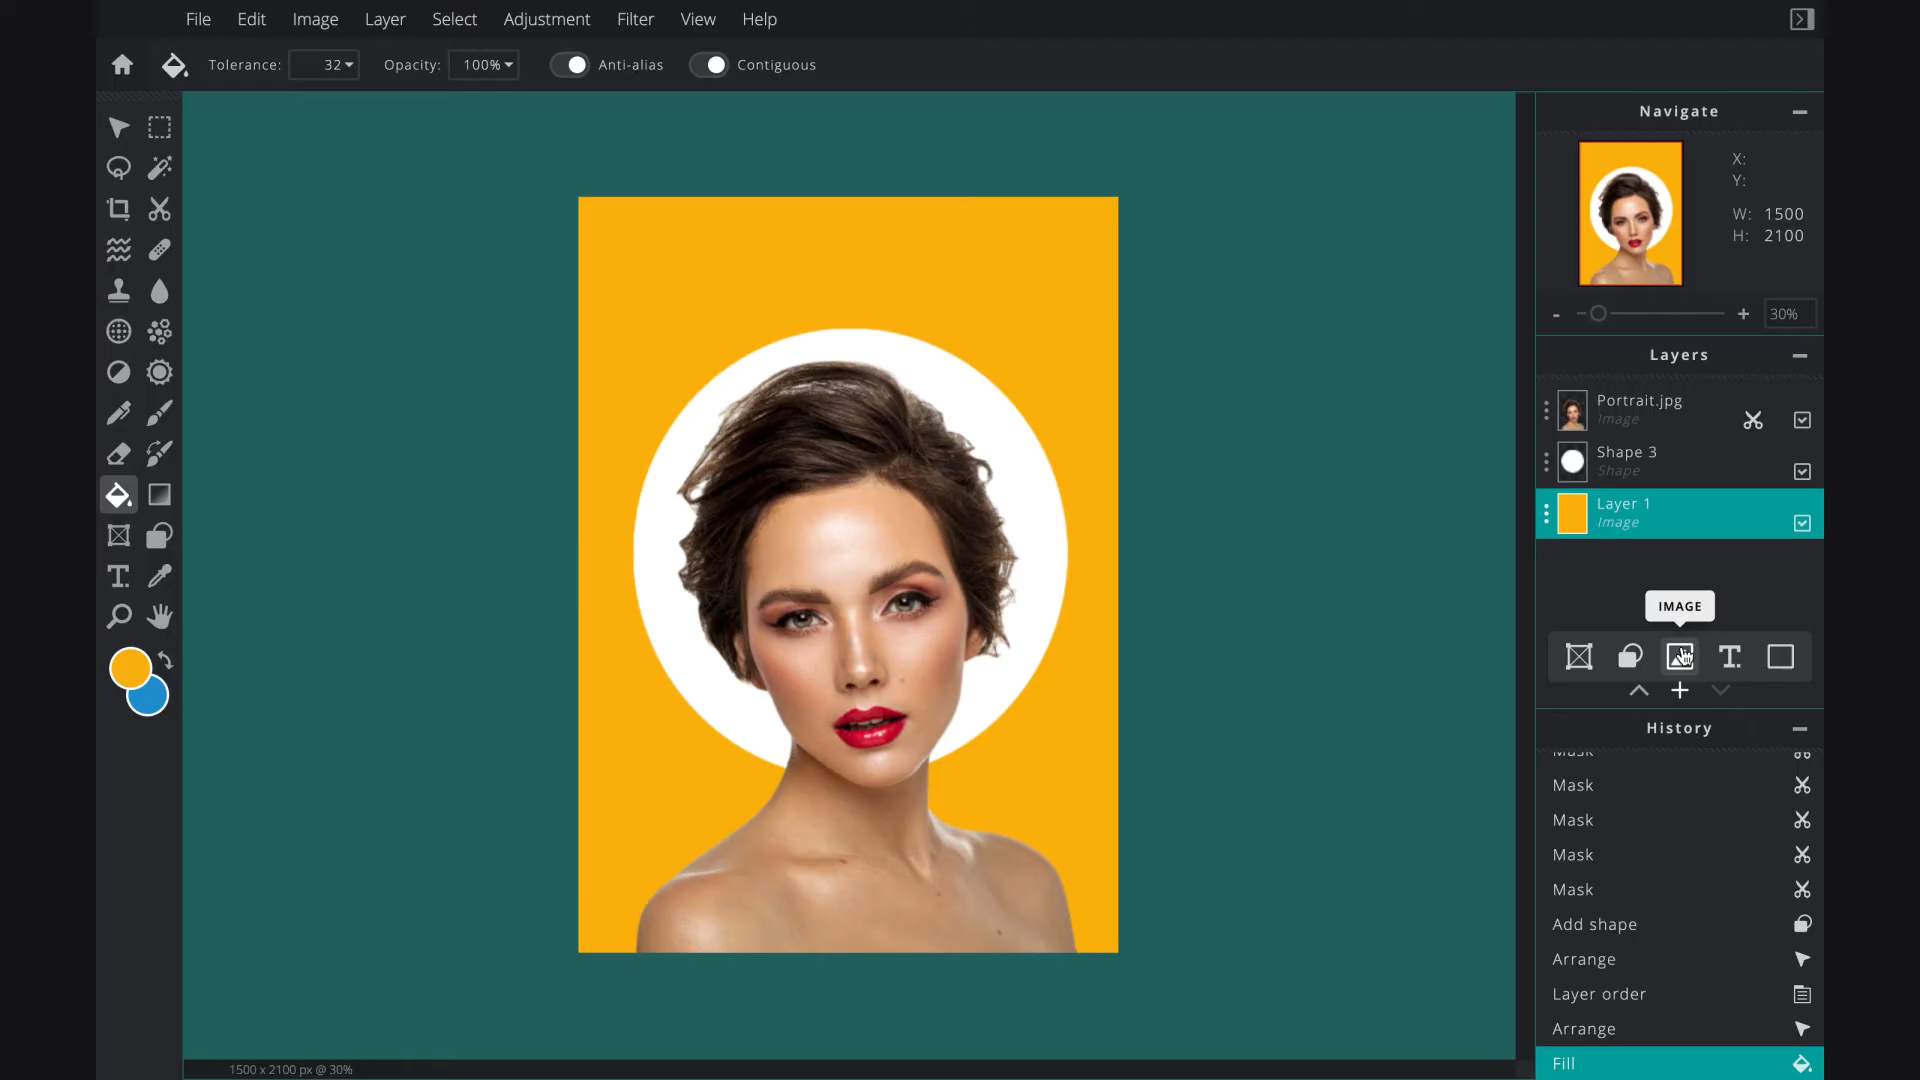 File Edit Image Layer Select Adjustment Filter View Help
Tolerance: 32 Opacity: 100% Anti-alias Contiguous
Navigate
X:
Y:
W: 1500
H: 2100
- + 30%
Layers
Portrait.jpg
Image
Shape 3
Shape
Layer 1
Image
IMAGE
History
Mask
Mask
Mask
Mask
Mask
Add shape
Arrange
Layer order
Arrange
Fill
1500 x 2100 px @ 30%